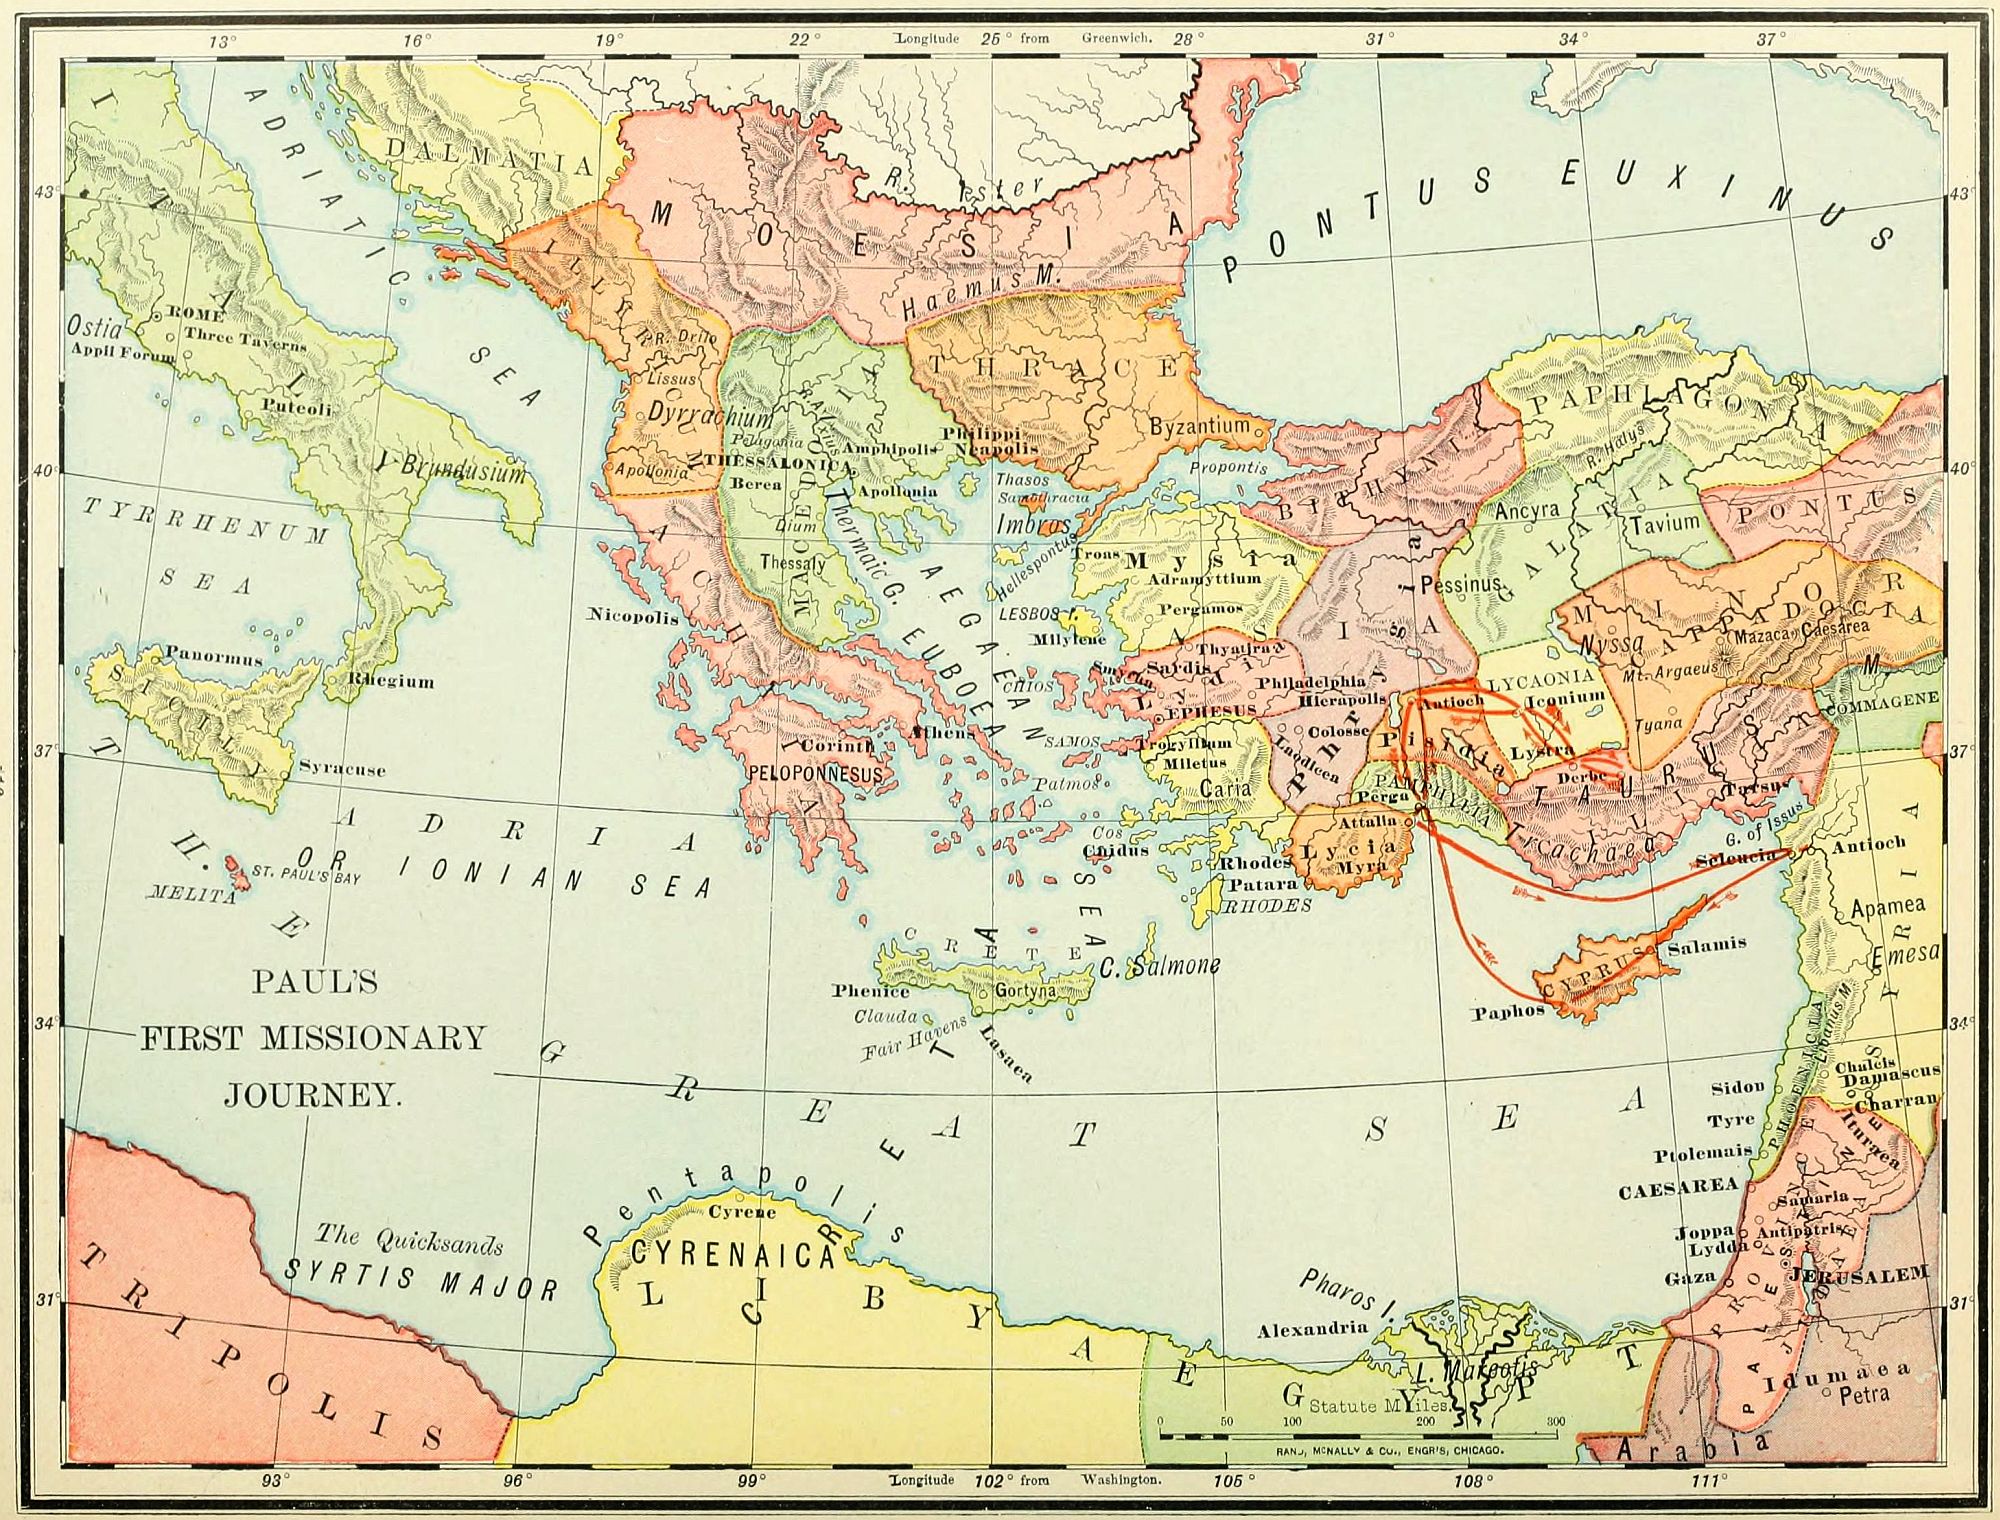 13° 16° 19° 22° Longitude 25° from Greenwich. 28° 31° 34° 37°
43°
40°
37°
34°
31°
43°
40°
37°
34°
31°
ITALIA
ADRIATIC SEA
DALMATIA
MOESIA
R. Ister
Haemus M.
PONTUS EUXINUS
ILLYRICUM
R. Drilo
Lissus
Dyrrachium
Apollonia
THRACE
Byzantium
Propontis
ROME
Three Taverns
Ostia
Appii Forum
Puteoli
Brundusium
TYRRHENUM
SEA
MACEDONIA
R. Axius
Pelagonia
THESSALONICA
Amphipolis
Philippi
Neapolis
Berea
Apollonia
Dium
Thessaly
Thermaic G.
Thasos
Samothracia
Imbros
Hellespontus
LESBOS I.
Mitylene
AEGAEAN SEA
EUBOEA
CHIOS
SAMOS
Patmos
Cos
Cnidus
ACHAIA
Nicopolis
Athens
Corinth
PELOPONNESUS
PAPHLAGONIA
R. Halys
BITHYNIA
PONTUS
GALATIA
Ancyra
Tavium
Pessinus
ASIA MINOR
CAPPADOCIA
Nyssa
Mazaca Caesarea
Mt. Argaeus
Tyana
COMMAGENE
Troas
Mysia
Adramyttium
Pergamos
Thyatira
Smyrna
Sardis
Lydia
Philadelphia
EPHESUS
Hierapolis
Colosse
Laodicea
Phrygia
Trogyllium
Miletus
Caria
LYCAONIA
Iconium
Antioch
Pisidia
Lystra
Derbe
PAMPHYLIA
Perga
Attalia
Lycia
Myra
TAURUS M.
CILICIA
Trachaea
Tarsus
G. of Issus
Seleucia
Antioch
Rhodes
Patara
RHODES
CYPRUS
Salamis
Paphos
SYRIA
Apamea
Emesa
Libanus M.
PHOENICIA
Chalcis
Damascus
Charran
Ituraea
Sidon
Tyre
Ptolemais
CAESAREA
Samaria
Joppa
Antipatris
Lydda
Gaza
JERUSALEM
PROVINCE
PALESTINE
JUDAEA
Idumaea
Petra
Arabia
Panormus
SICILY
Rhegium
Syracuse
ADRIA
OR IONIAN SEA
ST. PAUL'S BAY
MELITA
CRETE
C. Salmone
Phenice
Gortyna
Clauda
Fair Havens
Lasaea
THE GREAT SEA
PAUL'S
FIRST MISSIONARY
JOURNEY.
Pentapolis
Cyrene
CYRENAICA
LIBYA
The Quicksands
SYRTIS MAJOR
TRIPOLIS
Pharos I.
Alexandria
L. Mareotis
EGYPT
Statute Miles.
0 50 100 200 300
RAND, McNALLY & CO., ENGR'S, CHICAGO.
93° 96° 99° Longitude 102° from Washington. 105° 108° 111°